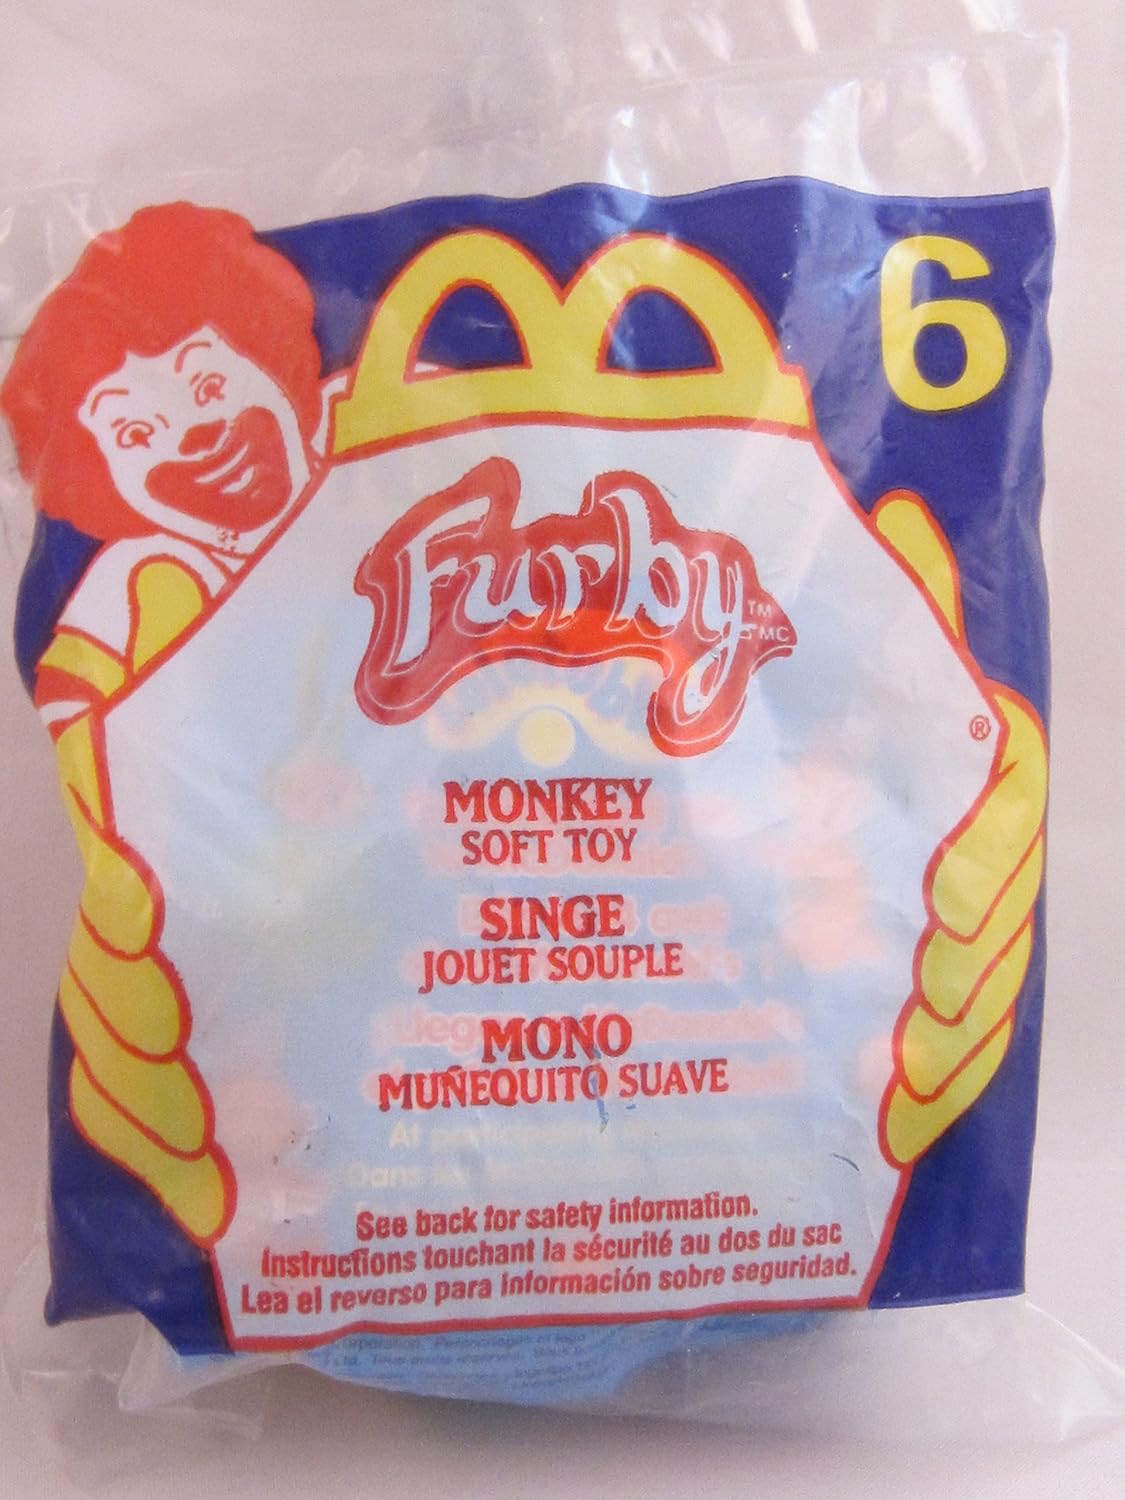 6
Furby
TM
MC
®
MONKEY
SOFT TOY
SINGE
JOUET SOUPLE
MONO
MUÑEQUITO SUAVE
See back for safety information.
Instructions touchant la sécurité au dos du sac
Lea el reverso para información sobre seguridad.